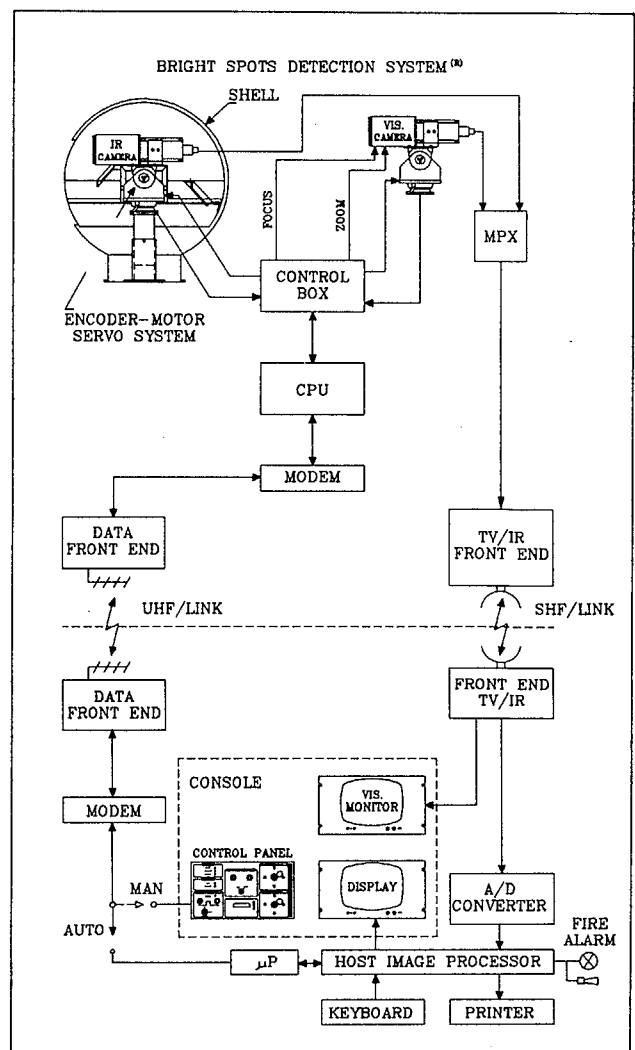 BRIGHT SPOTS DETECTION SYSTEM (R)
SHELL
IR
CAMERA
VIS.
CAMERA
FOCUS
ZOOM
MPX
CONTROL
BOX
ENCODER-MOTOR
SERVO SYSTEM
CPU
MODEM
DATA
FRONT END
TV/IR
FRONT END
UHF/LINK
SHF/LINK
DATA
FRONT END
FRONT END
TV/IR
CONSOLE
VIS.
MONITOR
MODEM
CONTROL PANEL
DISPLAY
MAN
A/D
CONVERTER
AUTO
FIRE
ALARM
μP
HOST IMAGE PROCESSOR
KEYBOARD
PRINTER